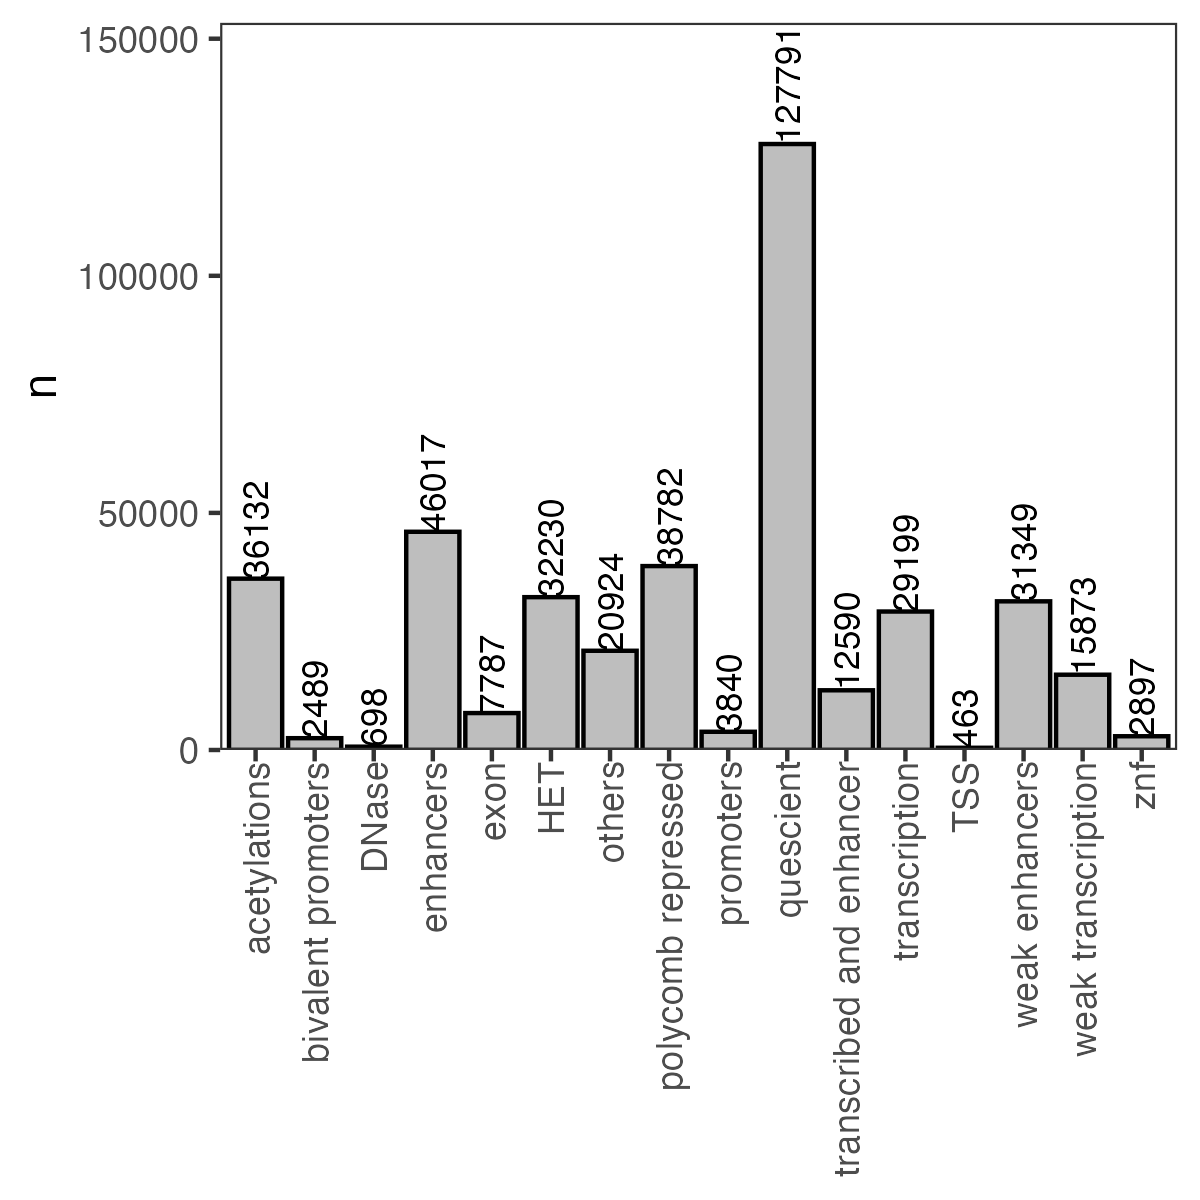 n
150000
100000
50000
0
36132
2489
698
46017
7787
32230
20924
38782
3840
127791
12590
29199
463
31349
15873
2897
acetylations
bivalent promoters
DNase
enhancers
exon
HET
others
polycomb repressed
promoters
quescient
transcribed and enhancer
transcription
TSS
weak enhancers
weak transcription
znf